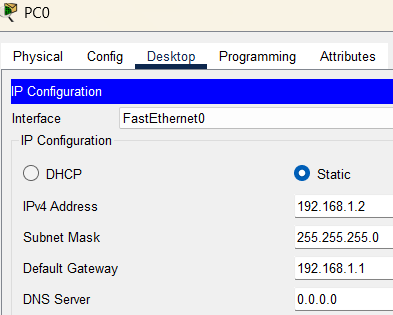 PC0
Physical Config Desktop Programming Attributes
IP Configuration
Interface FastEthernet0
IP Configuration
DHCP Static
IPv4 Address 192.168.1.2
Subnet Mask 255.255.255.0
Default Gateway 192.168.1.1
DNS Server 0.0.0.0